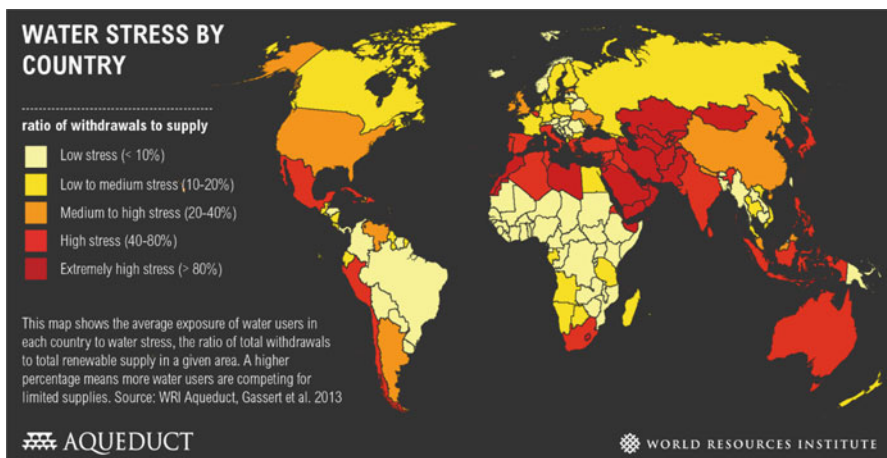 WATER STRESS BY
COUNTRY
ratio of withdrawals to supply
Low stress (< 10%)
Low to medium stress (10-20%)
Medium to high stress (20-40%)
High stress (40-80%)
Extremely high stress (> 80%)
This map shows the average exposure of water users in
each country to water stress, the ratio of total withdrawals
to total renewable supply in a given area. A higher
percentage means more water users are competing for
limited supplies. Source: WRI Aqueduct, Gassert et al. 2013
AQUEDUCT
WORLD RESOURCES INSTITUTE